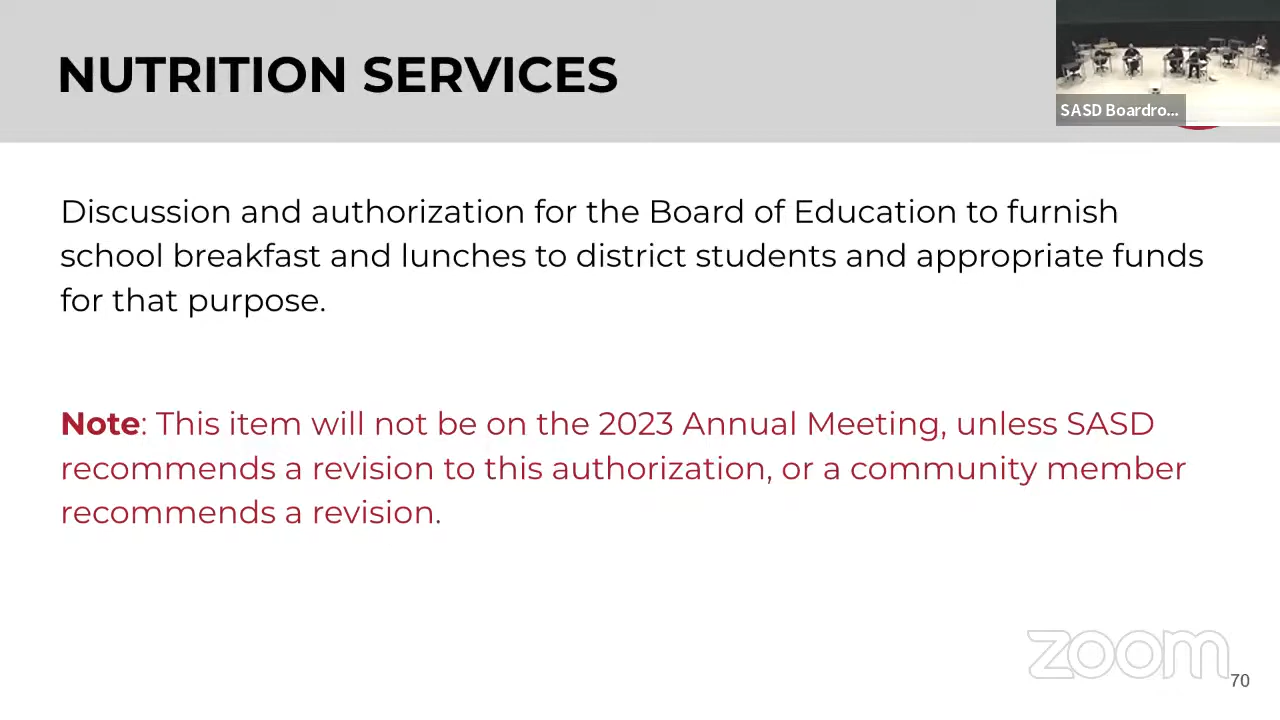 NUTRITION SERVICES
SASD Boardro...
Discussion and authorization for the Board of Education to furnish
school breakfast and lunches to district students and appropriate funds
for that purpose.
Note: This item will not be on the 2023 Annual Meeting, unless SASD
recommends a revision to this authorization, or a community member
recommends a revision.
zoom
70